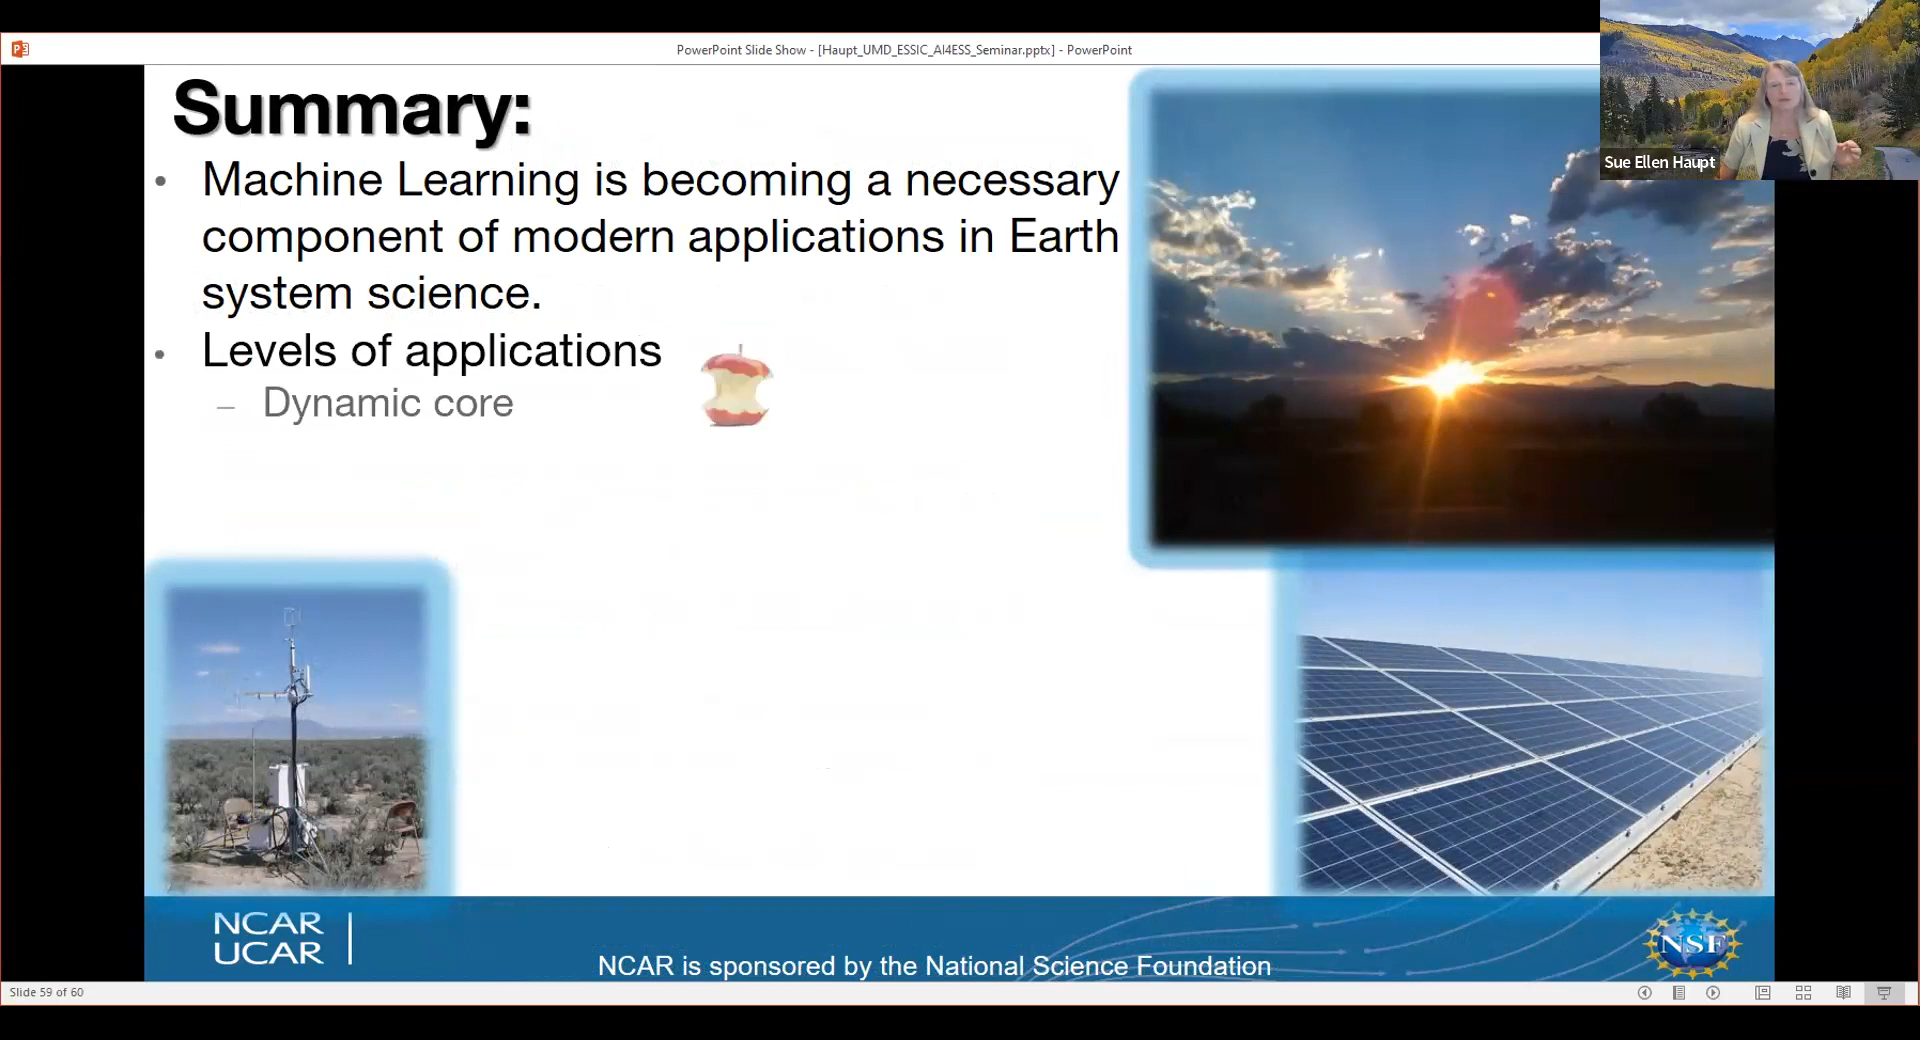 PowerPoint Slide Show - [Haupt_UMD_ESSIC_AI4ESS_Seminar.pptx] - PowerPoint
Sue Ellen Haupt
Summary:
• Machine Learning is becoming a necessary
component of modern applications in Earth
system science.
• Levels of applications
– Dynamic core
NCAR
UCAR
NCAR is sponsored by the National Science Foundation
NSF
Slide 59 of 60